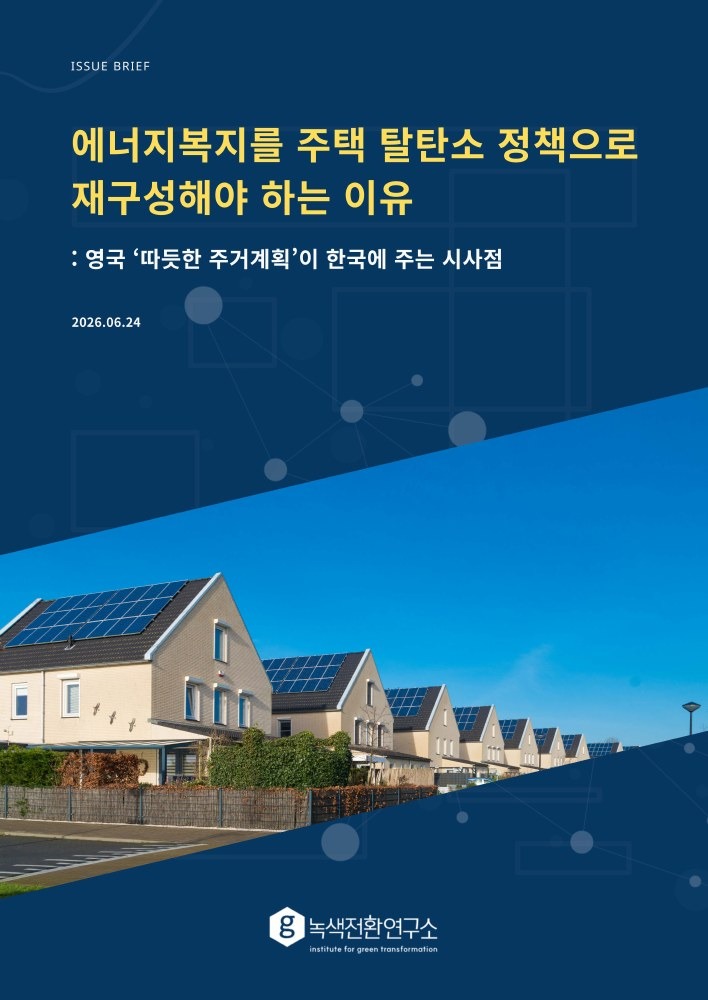 ISSUE BRIEF
에너지복지를 주택 탈탄소 정책으로
재구성해야 하는 이유
: 영국 ‘따듯한 주거계획’이 한국에 주는 시사점
2026.06.24
g 녹색전환연구소
institute for green transformation